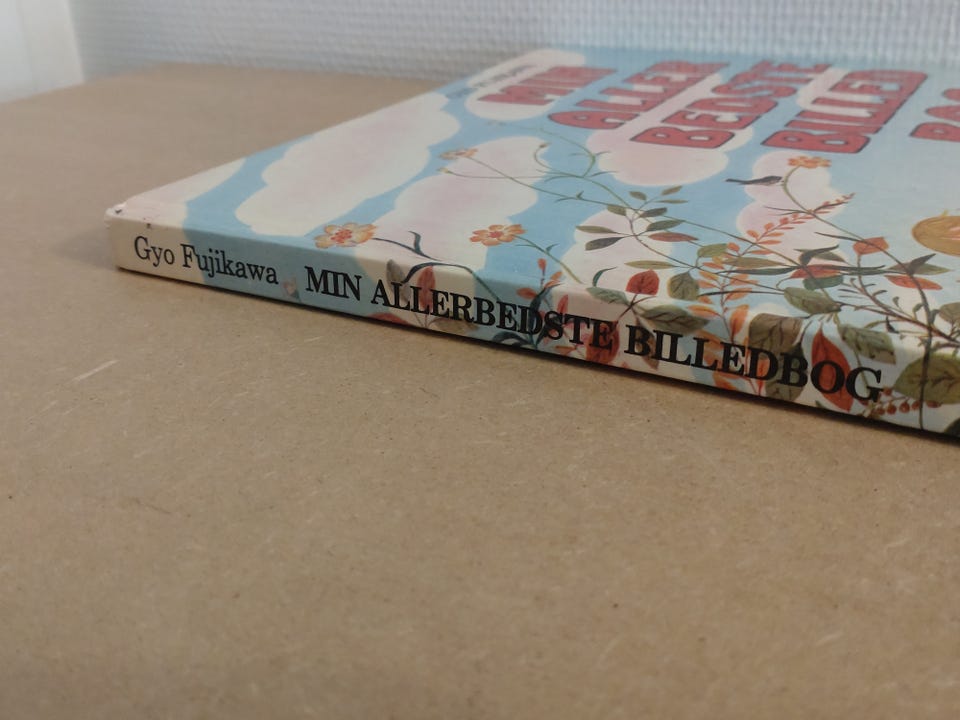 MIN
ALLER
BEDSTE
BILLED
Gyo Fujikawa MIN ALLERBEDSTE BILLEDBOG